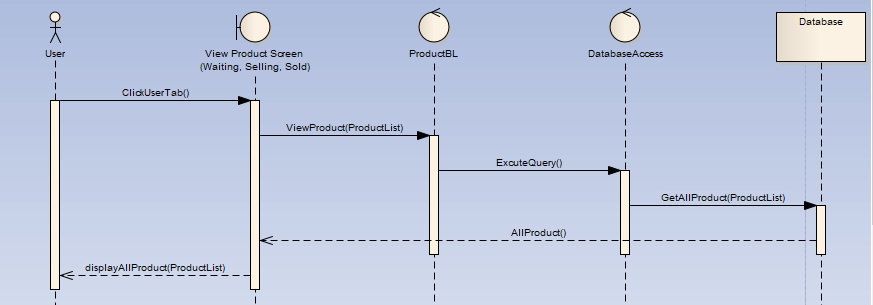 User
View Product Screen
(Waiting, Selling, Sold)
ProductBL
DatabaseAccess
Database
ClickUserTab()
ViewProduct(ProductList)
ExcuteQuery()
GetAllProduct(ProductList)
AllProduct()
displayAllProduct(ProductList)